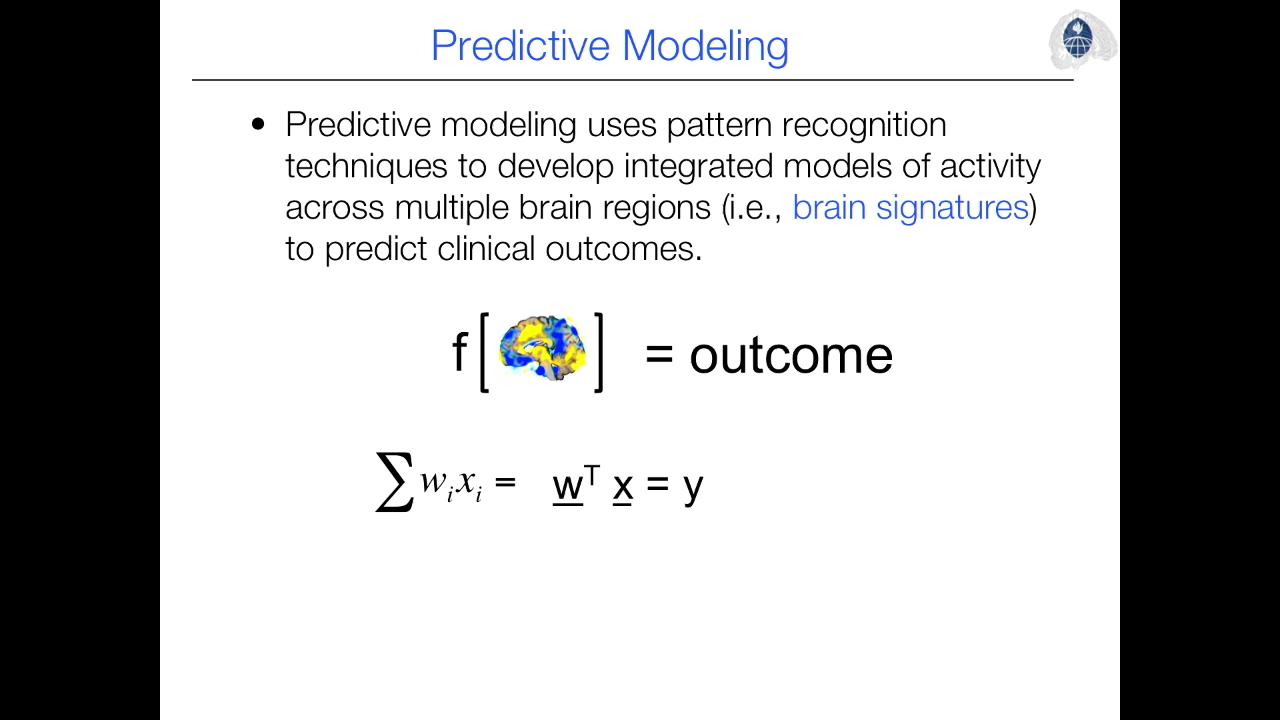 Predictive Modeling
• Predictive modeling uses pattern recognition
techniques to develop integrated models of activity
across multiple brain regions (i.e., brain signatures)
to predict clinical outcomes.
f [ ] = outcome
∑ wᵢxᵢ = w̲ᵀ x̲ = y